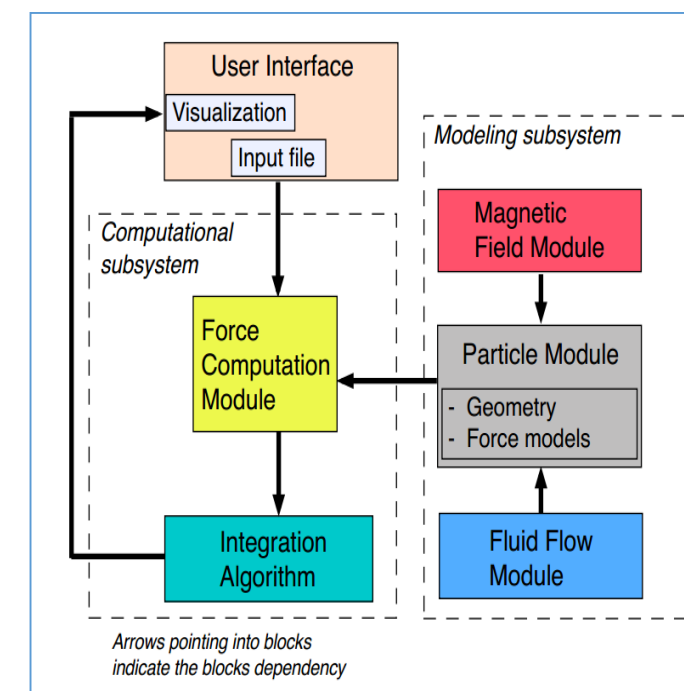 User Interface
Visualization
Input file
Computational
subsystem
Force
Computation
Module
Integration
Algorithm
Arrows pointing into blocks
indicate the blocks dependency
Modeling subsystem
Magnetic
Field Module
Particle Module
- Geometry
- Force models
Fluid Flow
Module